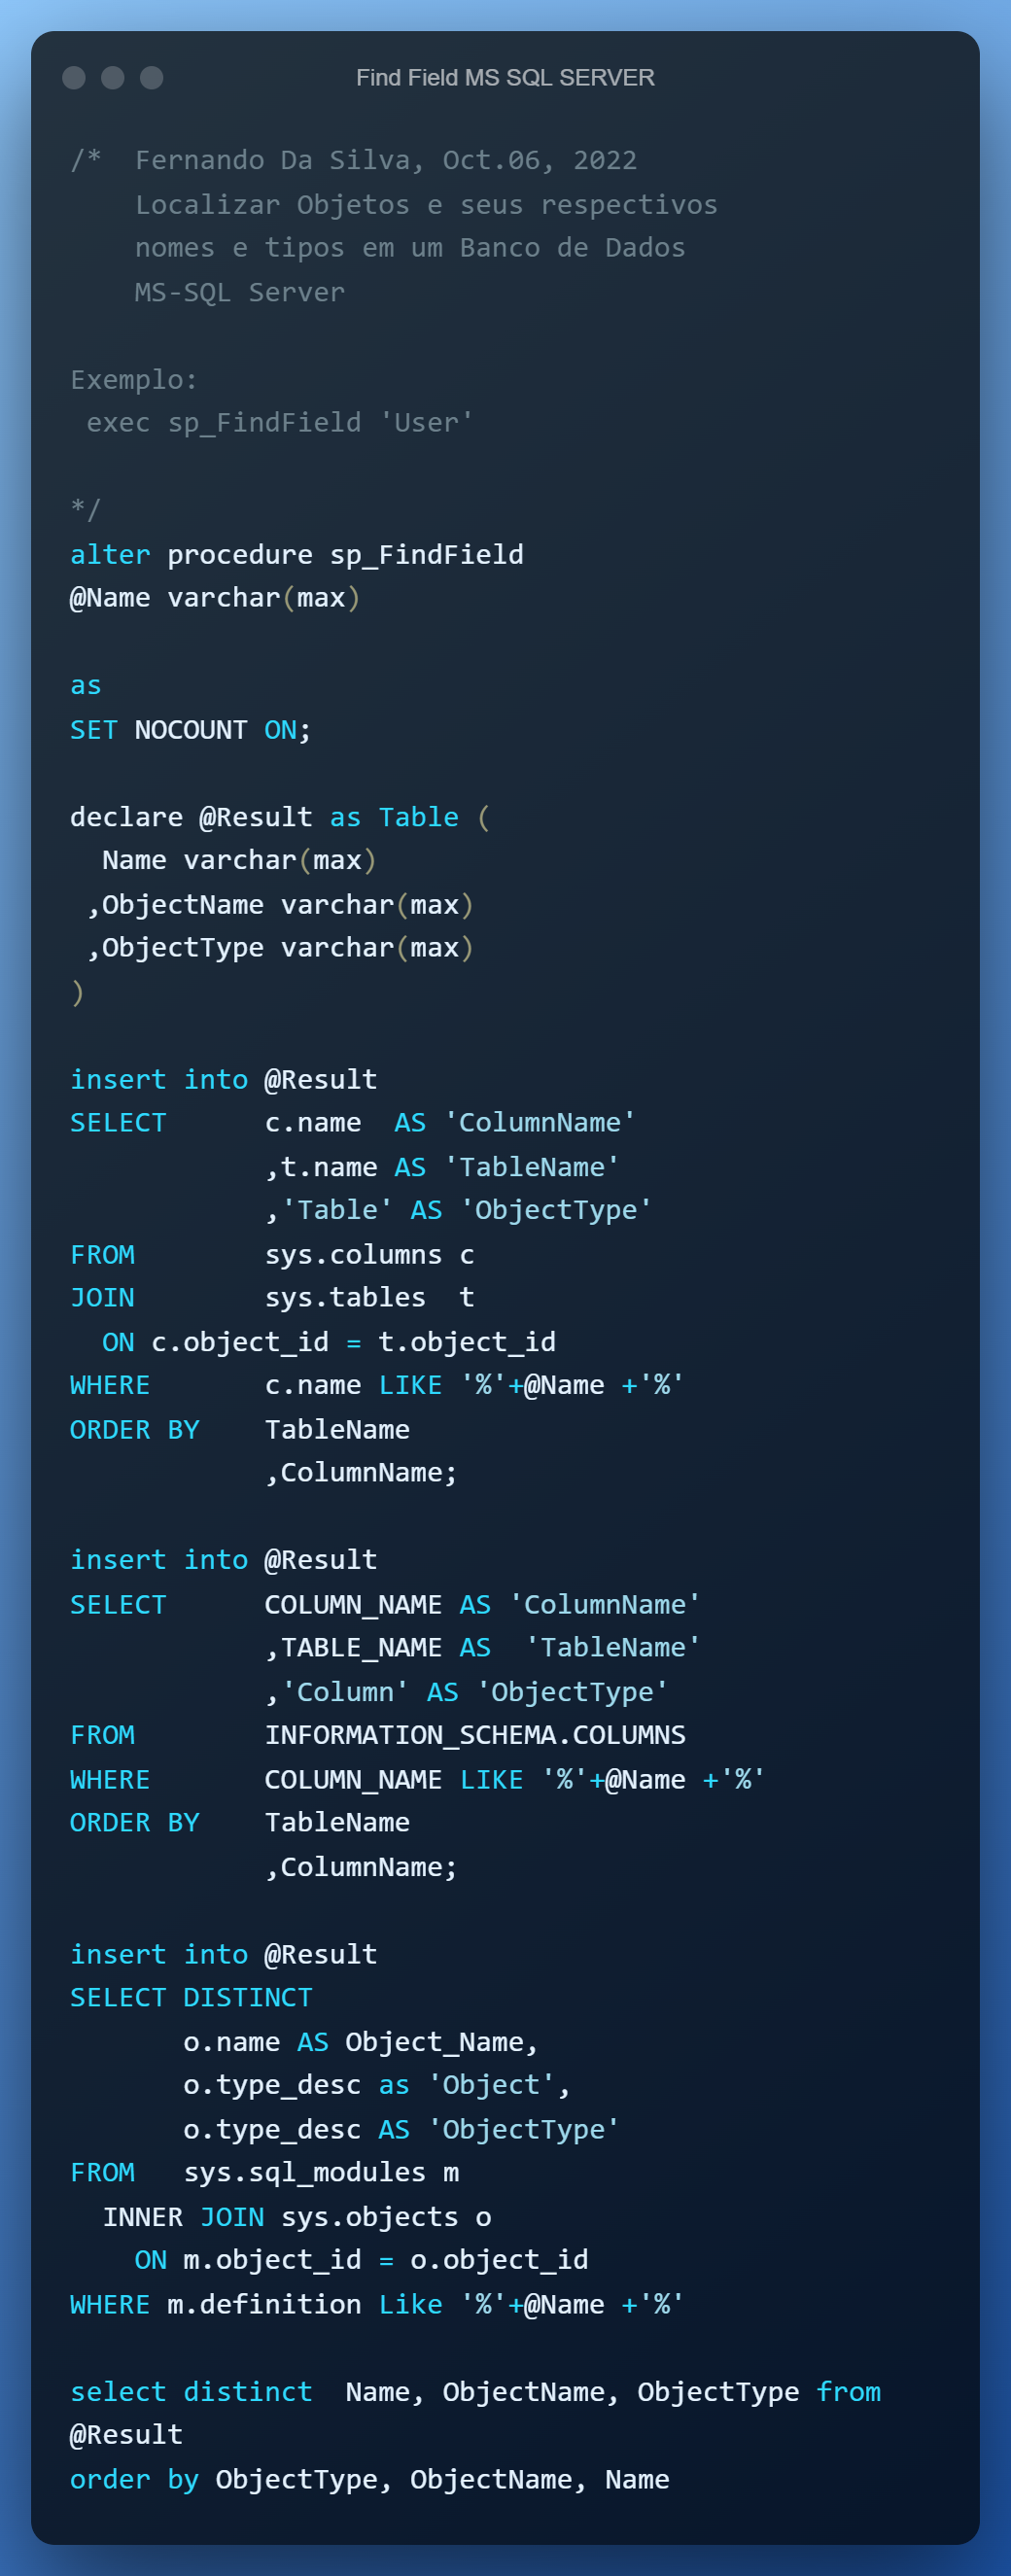 Find Field MS SQL SERVER
/*  Fernando Da Silva, Oct.06, 2022
    Localizar Objetos e seus respectivos
    nomes e tipos em um Banco de Dados
    MS-SQL Server
Exemplo:
 exec sp_FindField 'User'
*/
alter procedure sp_FindField
@Name varchar(max)
as
SET NOCOUNT ON;
declare @Result as Table (
  Name varchar(max)
 ,ObjectName varchar(max)
 ,ObjectType varchar(max)
)
insert into @Result
SELECT      c.name  AS 'ColumnName'
            ,t.name AS 'TableName'
            ,'Table' AS 'ObjectType'
FROM        sys.columns c
JOIN        sys.tables  t
  ON c.object_id = t.object_id
WHERE       c.name LIKE '%'+@Name +'%'
ORDER BY    TableName
            ,ColumnName;
insert into @Result
SELECT      COLUMN_NAME AS 'ColumnName'
            ,TABLE_NAME AS  'TableName'
            ,'Column' AS 'ObjectType'
FROM        INFORMATION_SCHEMA.COLUMNS
WHERE       COLUMN_NAME LIKE '%'+@Name +'%'
ORDER BY    TableName
            ,ColumnName;
insert into @Result
SELECT DISTINCT
       o.name AS Object_Name,
       o.type_desc as 'Object',
       o.type_desc AS 'ObjectType'
FROM   sys.sql_modules m
  INNER JOIN sys.objects o
    ON m.object_id = o.object_id
WHERE m.definition Like '%'+@Name +'%'
select distinct  Name, ObjectName, ObjectType from
@Result
order by ObjectType, ObjectName, Name